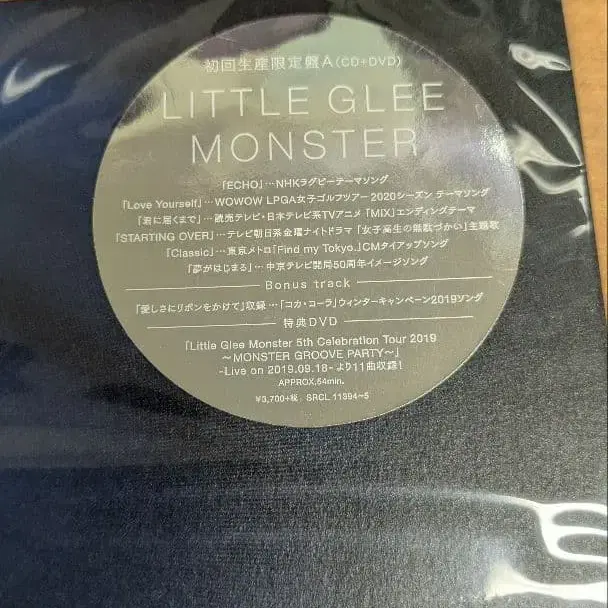 初回生産限定盤A(CD+DVD)
LITTLE GLEE
MONSTER
「ECHO」…NHKラグビーテーマソング
「Love Yourself」…WOWOW LPGA女子ゴルフツアー 2020シーズン テーマソング
「君に届くまで」…読売テレビ・日本テレビ系TVアニメ「MIX」エンディングテーマ
「STARTING OVER」…テレビ朝日系金曜ナイトドラマ「女子高生の無駄づかい」主題歌
「Classic」…東京メトロ「Find my Tokyo.」CMタイアップソング
「夢がはじまる」…中京テレビ開局50周年イメージソング
Bonus track
「愛しさにリボンをかけて」収録…「コカ・コーラ」ウィンターキャンペーン2019ソング
特典DVD
「Little Glee Monster 5th Celebration Tour 2019
〜MONSTER GROOVE PARTY〜」
-Live on 2019.09.18- より11曲収録!
APPROX.54min.
¥3,700+税 SRCL 11394~5